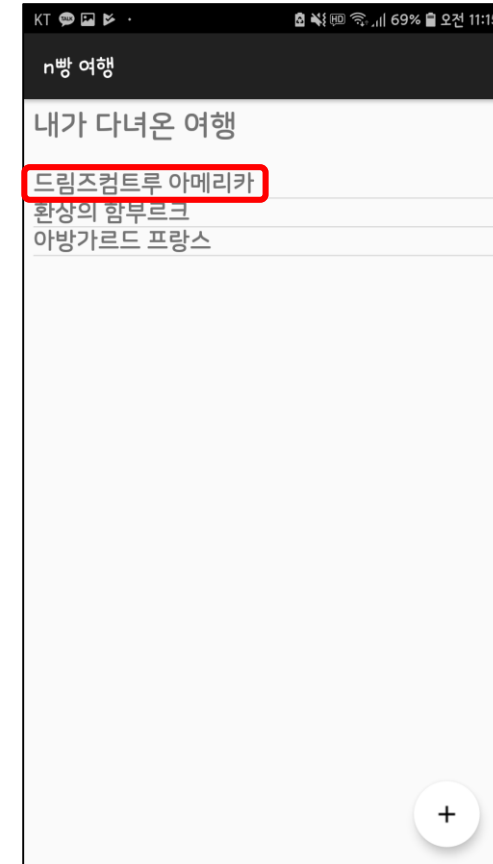 KT
HD 69% 오전 11:15
n빵 여행
내가 다녀온 여행
드림즈컴트루 아메리카
환상의 함부르크
아방가르드 프랑스
+